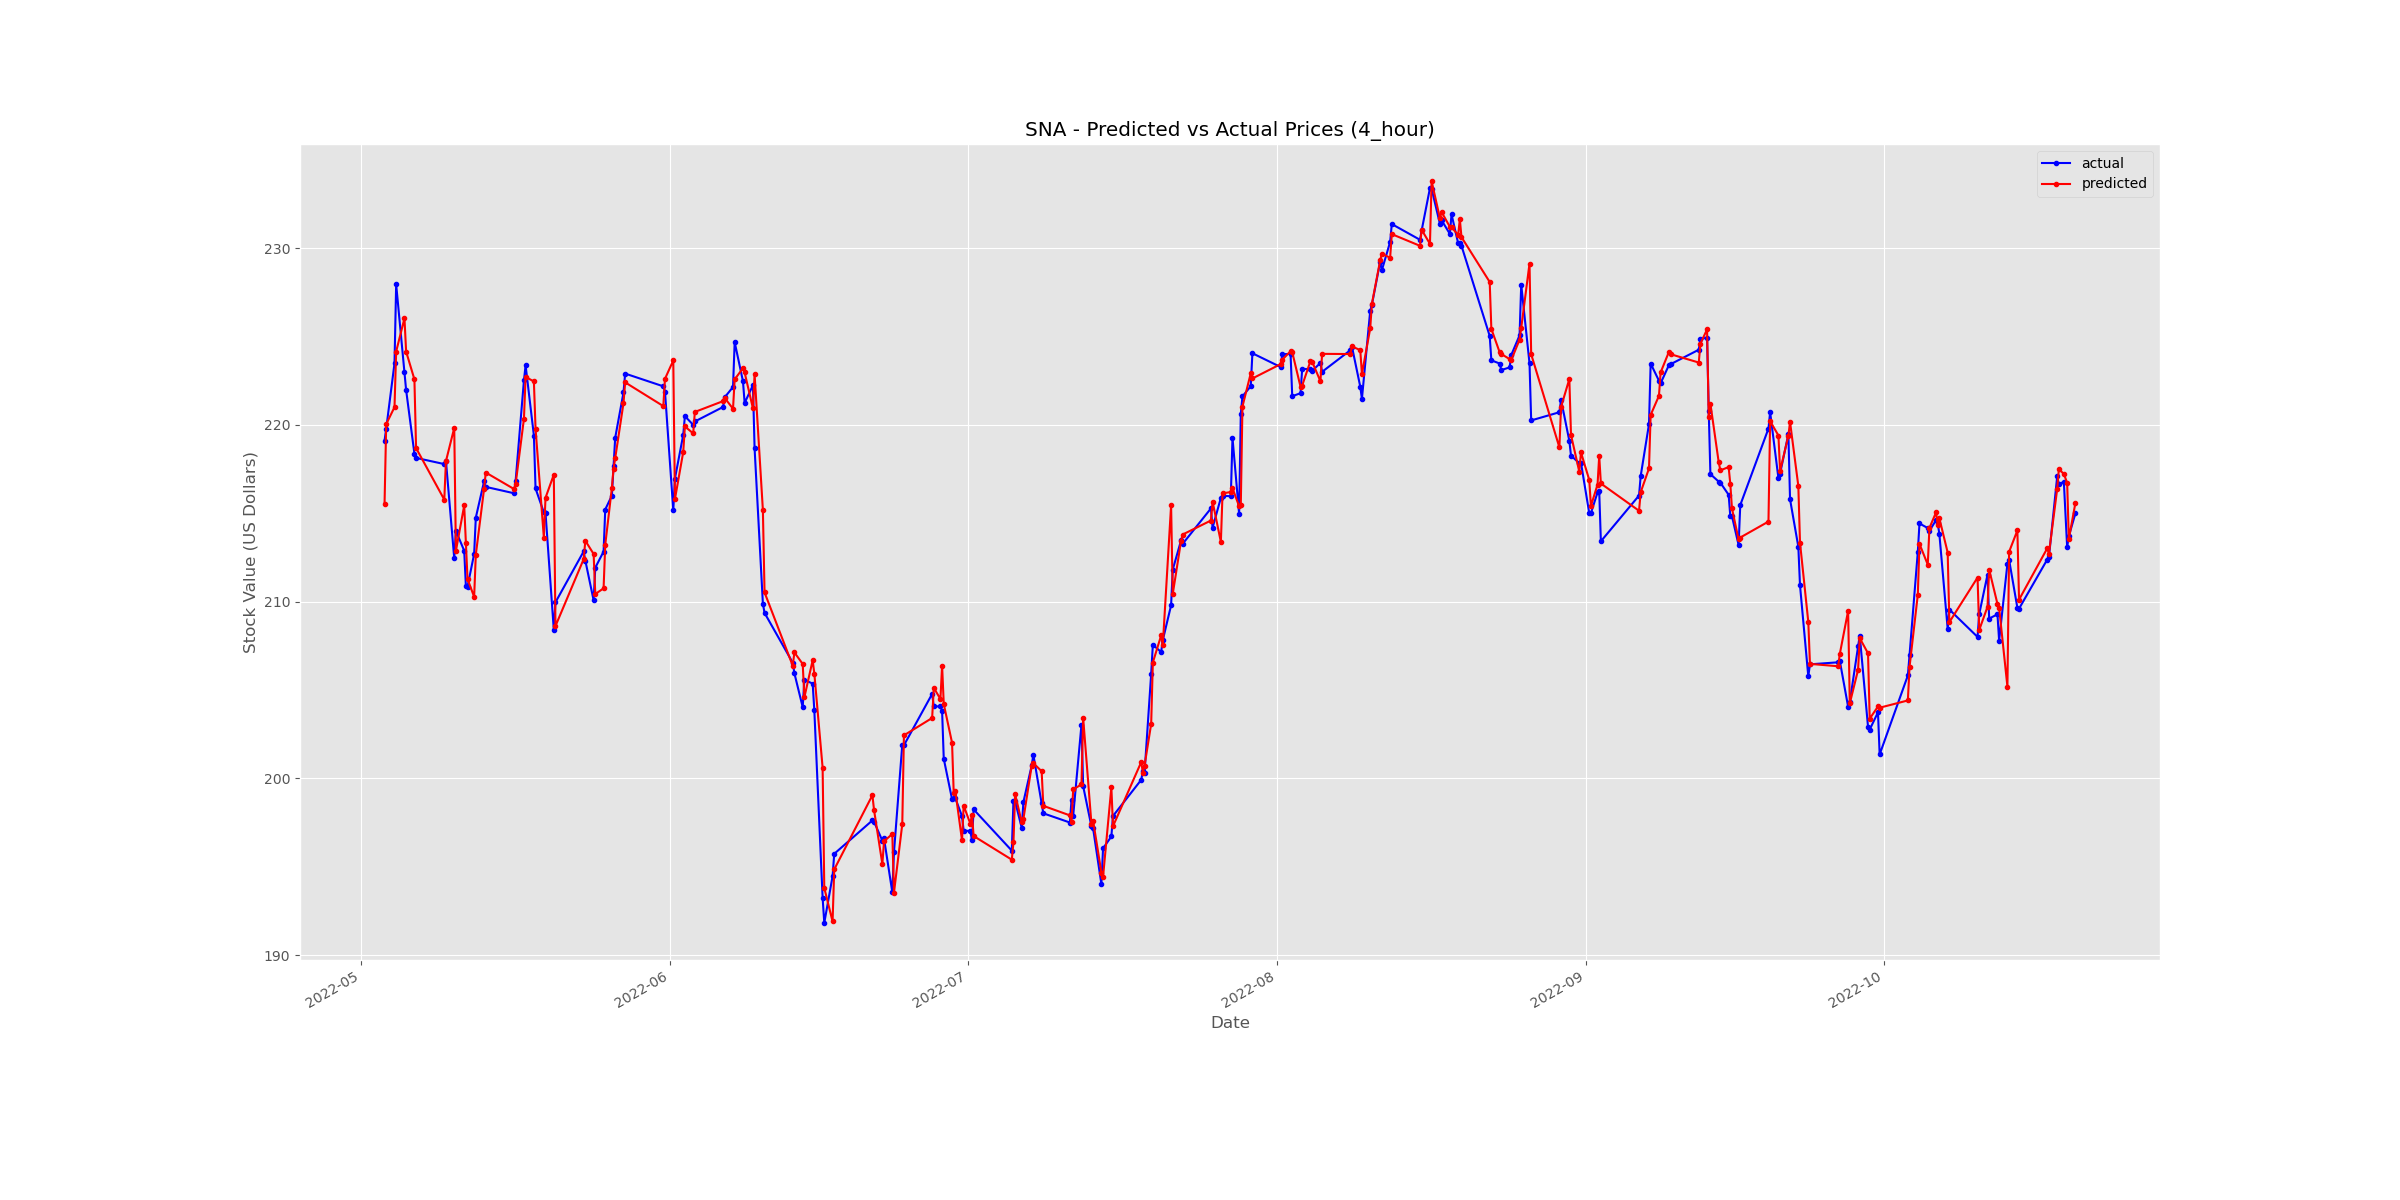 SNA - Predicted vs Actual Prices (4_hour)
actual
predicted
230
220
210
200
190
Stock Value (US Dollars)
2022-05
2022-06
2022-07
2022-08
2022-09
2022-10
Date